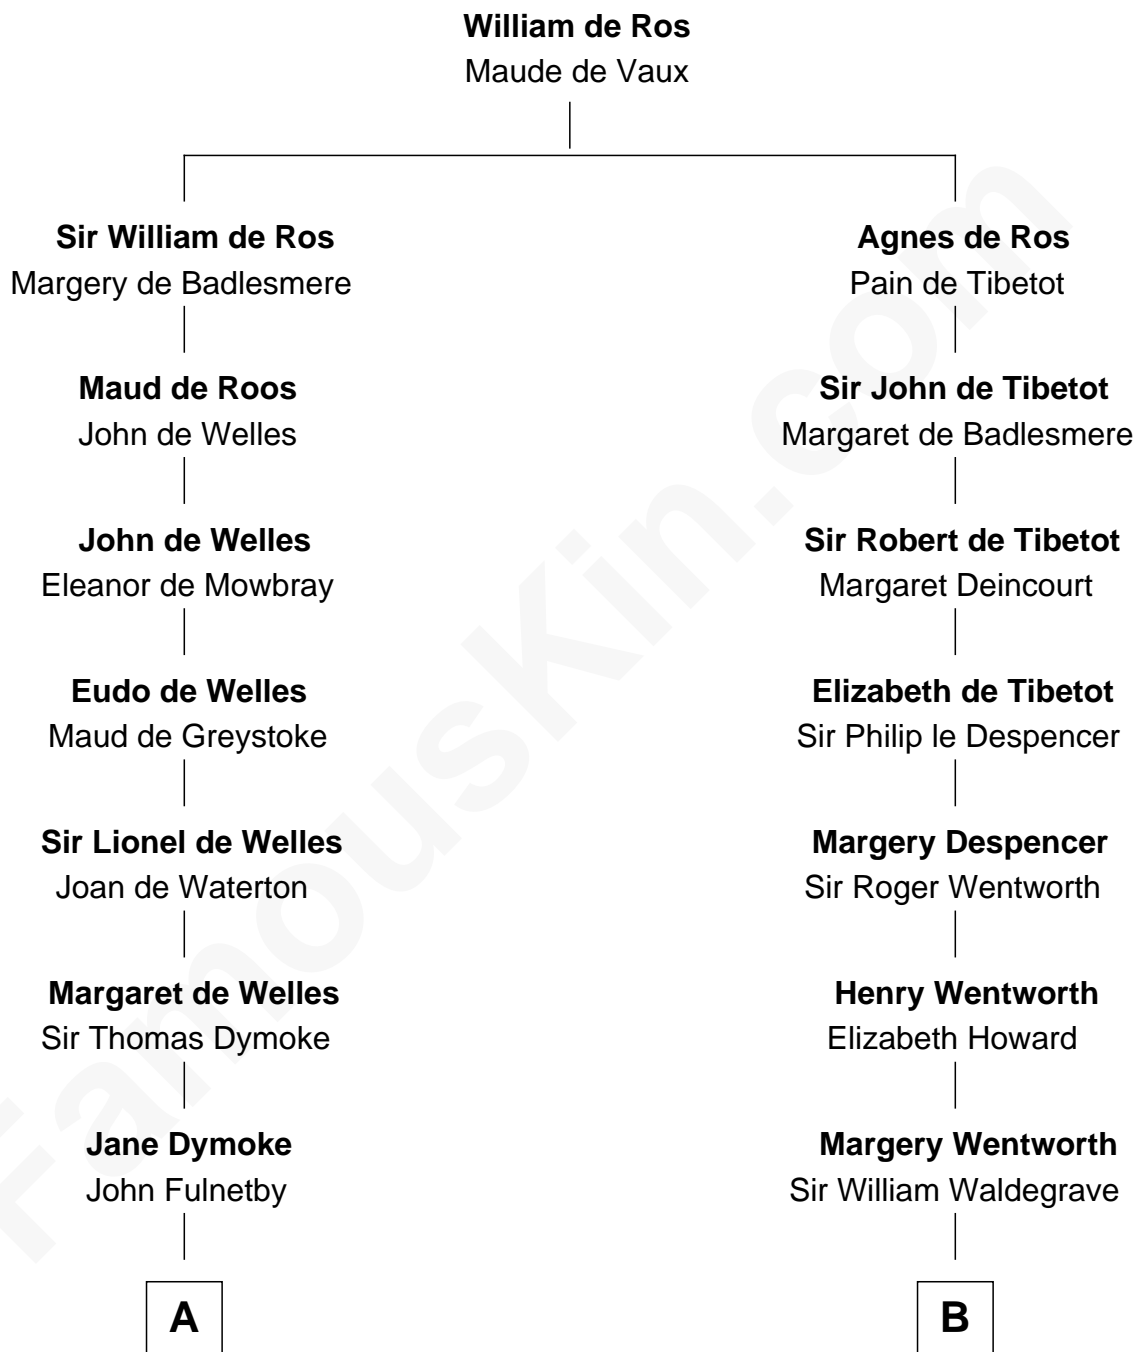 William de Ros
Maude de Vaux
Sir William de Ros
Margery de Badlesmere
Agnes de Ros
Pain de Tibetot
Maud de Roos
John de Welles
Sir John de Tibetot
Margaret de Badlesmere
John de Welles
Eleanor de Mowbray
Sir Robert de Tibetot
Margaret Deincourt
Eudo de Welles
Maud de Greystoke
Elizabeth de Tibetot
Sir Philip le Despencer
Sir Lionel de Welles
Joan de Waterton
Margery Despencer
Sir Roger Wentworth
Margaret de Welles
Sir Thomas Dymoke
Henry Wentworth
Elizabeth Howard
Jane Dymoke
John Fulnetby
Margery Wentworth
Sir William Waldegrave
A
B
FamousKin.com